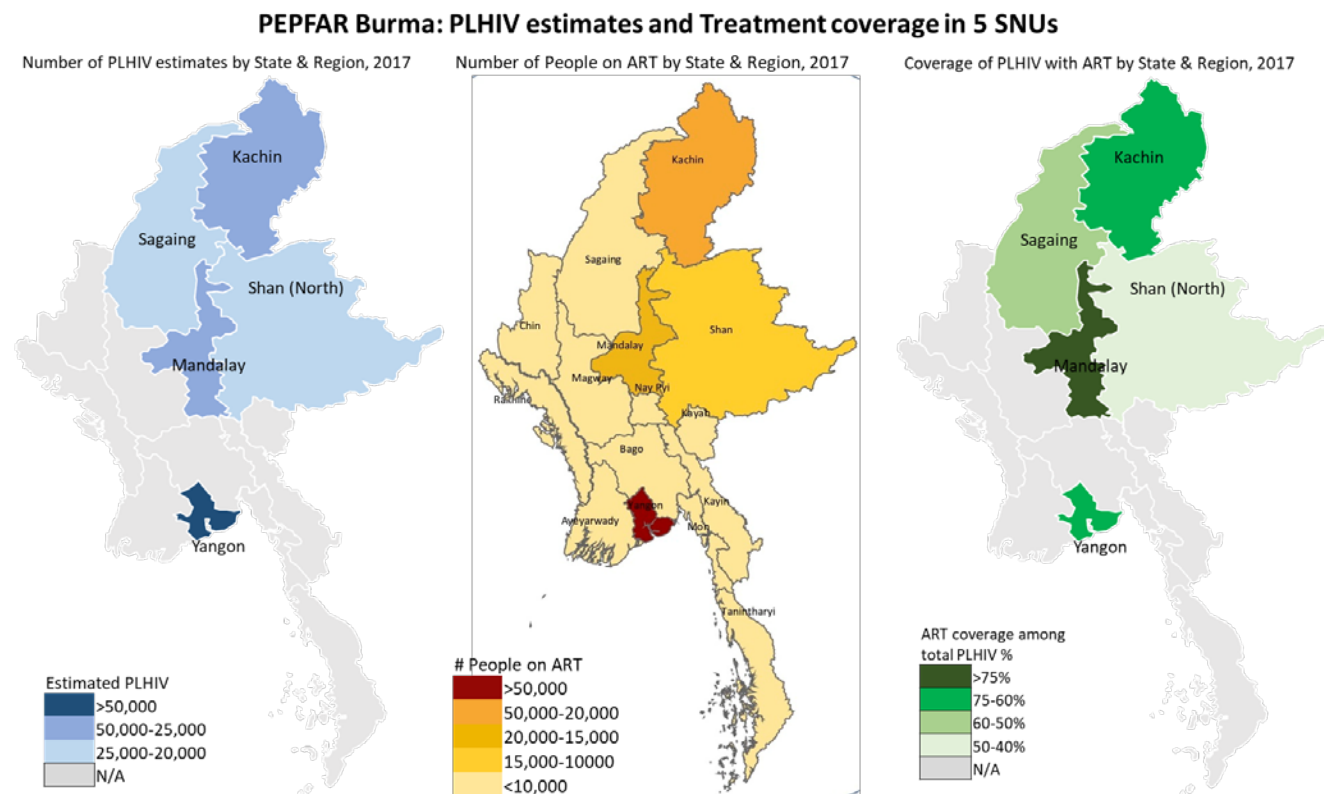 PEPFAR Burma: PLHIV estimates and Treatment coverage in 5 SNUs
Number of PLHIV estimates by State & Region, 2017
Kachin
Sagaing
Shan (North)
Mandalay
Yangon
Estimated PLHIV
>50,000
50,000-25,000
25,000-20,000
N/A
Number of People on ART by State & Region, 2017
Kachin
Sagaing
Chin
Shan
Mandalay
Magway
Nay Pyi
Rakhine
Kayah
Bago
Yangon
Kayin
Ayeyarwady
Mon
Tanintharyi
# People on ART
>50,000
50,000-20,000
20,000-15,000
15,000-10000
<10,000
Coverage of PLHIV with ART by State & Region, 2017
Kachin
Sagaing
Shan (North)
Mandalay
Yangon
ART coverage among
total PLHIV %
>75%
75-60%
60-50%
50-40%
N/A